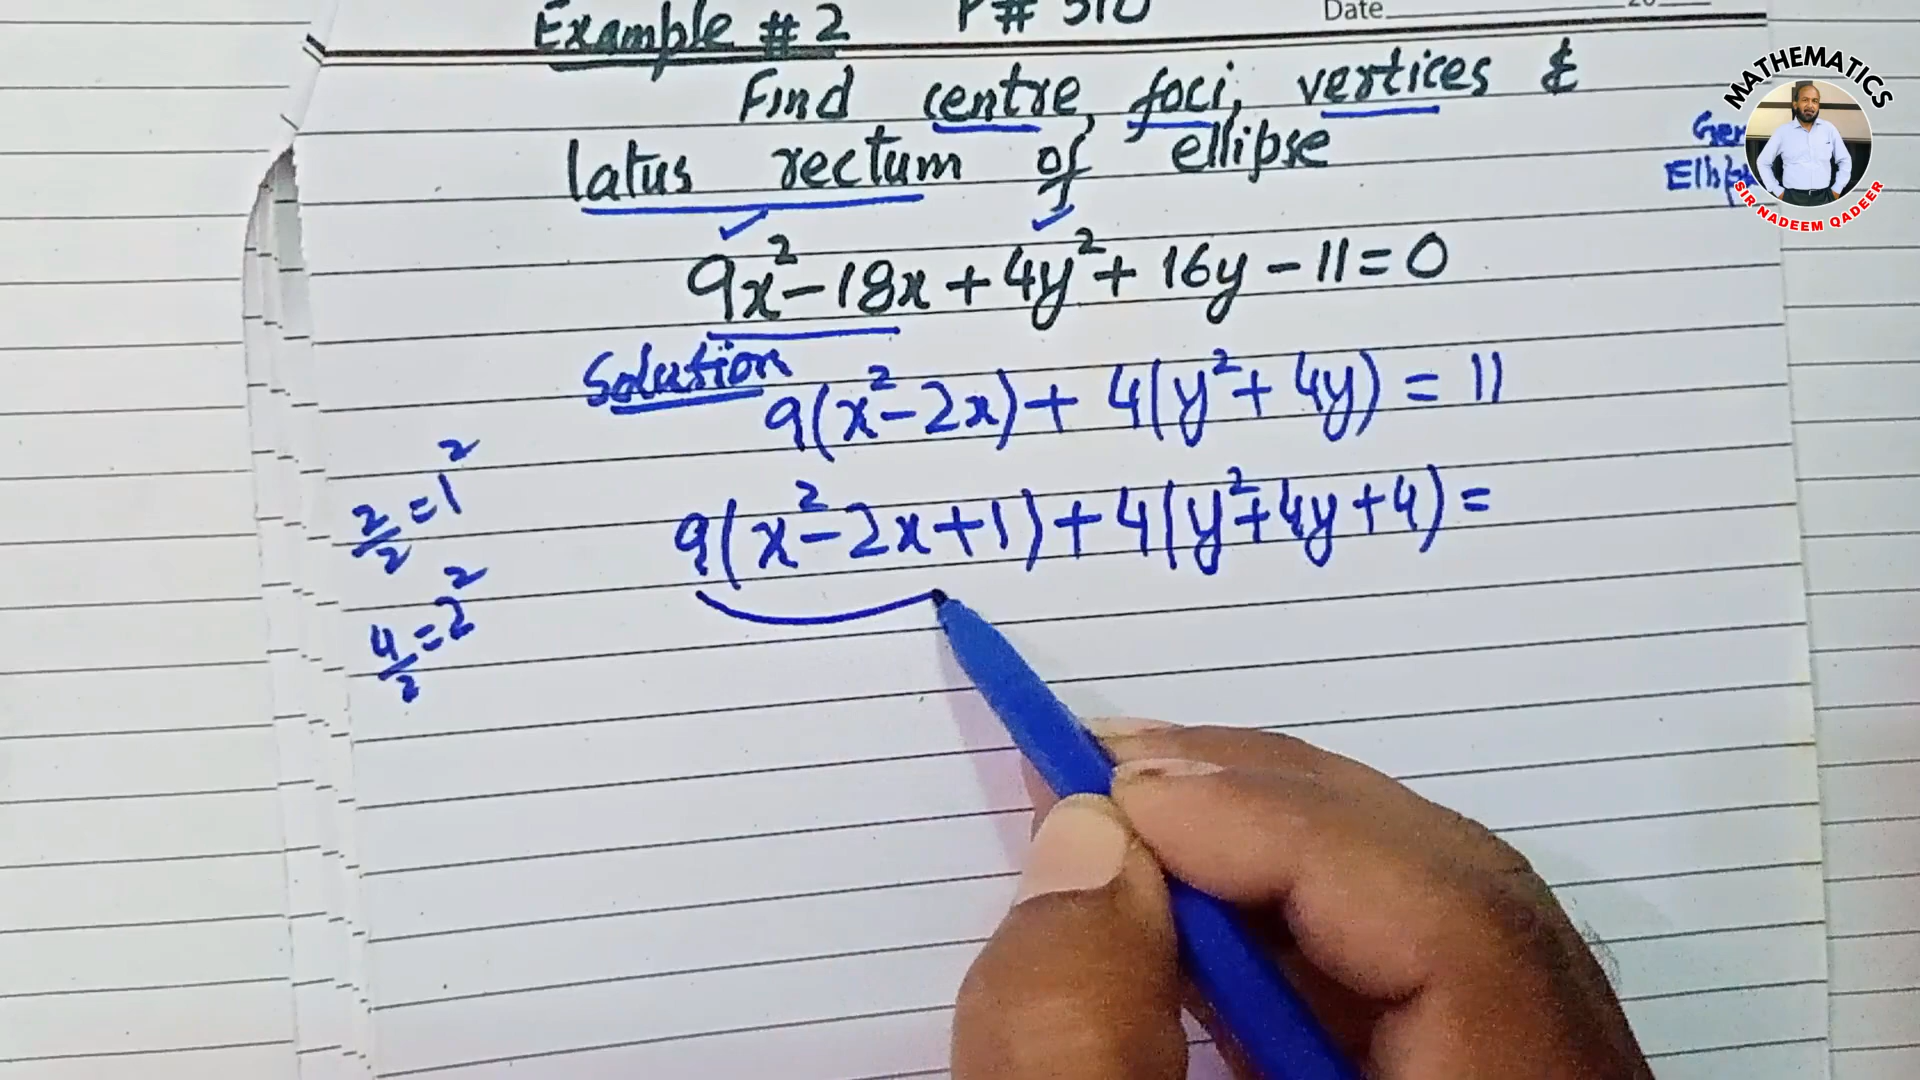 Example # 2 P# 310 Date
Find centre, foci, vertices &
latus rectum of ellipse
9x² - 18x + 4y² + 16y - 11 = 0
Solution
9(x² - 2x) + 4(y² + 4y) = 11
2/2 = 1²
9(x² - 2x + 1) + 4(y² + 4y + 4) =
4/2 = 2²
MATHEMATICS
SIR NADEEM QADEER